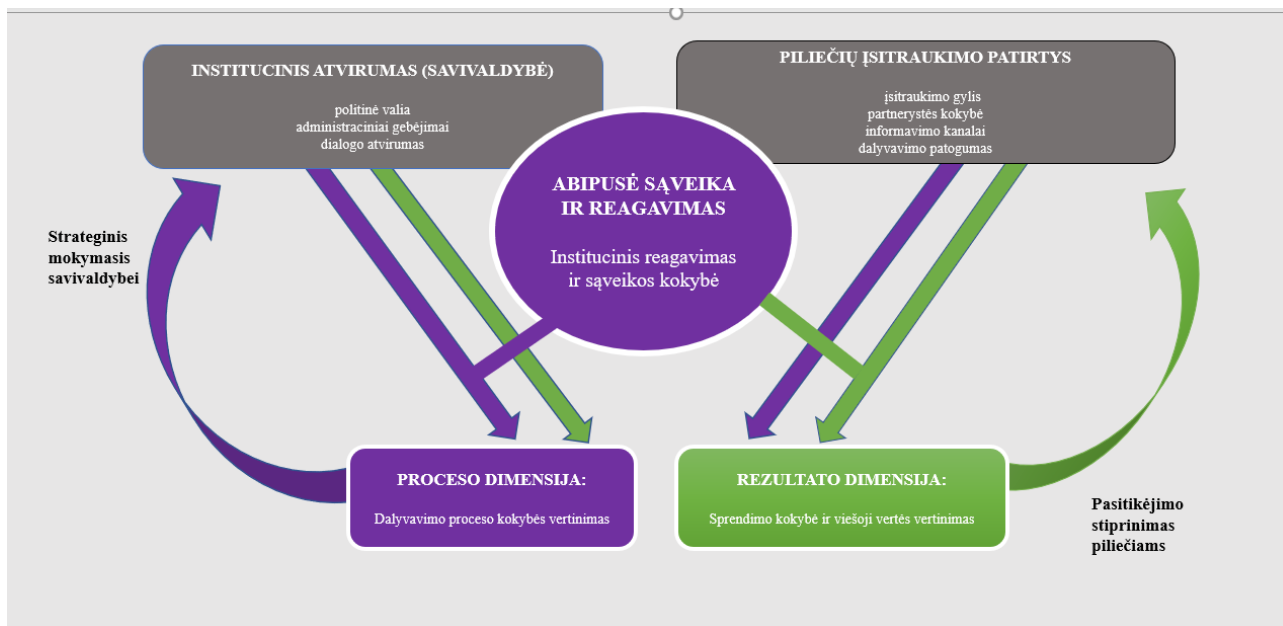 INSTITUCINIS ATVIRUMAS (SAVIVALDYBĖ)
politinė valia
administraciniai gebėjimai
dialogo atvirumas
PILIEČIŲ ĮSITRAUKIMO PATIRTYS
įsitraukimo gylis
partnerystės kokybė
informavimo kanalai
dalyvavimo patogumas
ABIPUSĖ SĄVEIKA
IR REAGAVIMAS
Institucinis reagavimas
ir sąveikos kokybė
Strateginis
mokymasis
savivaldybei
PROCESO DIMENSIJA:
Dalyvavimo proceso kokybės vertinimas
REZULTATO DIMENSIJA:
Sprendimo kokybė ir viešoji vertės vertinimas
Pasitikėjimo
stiprinimas
piliečiams